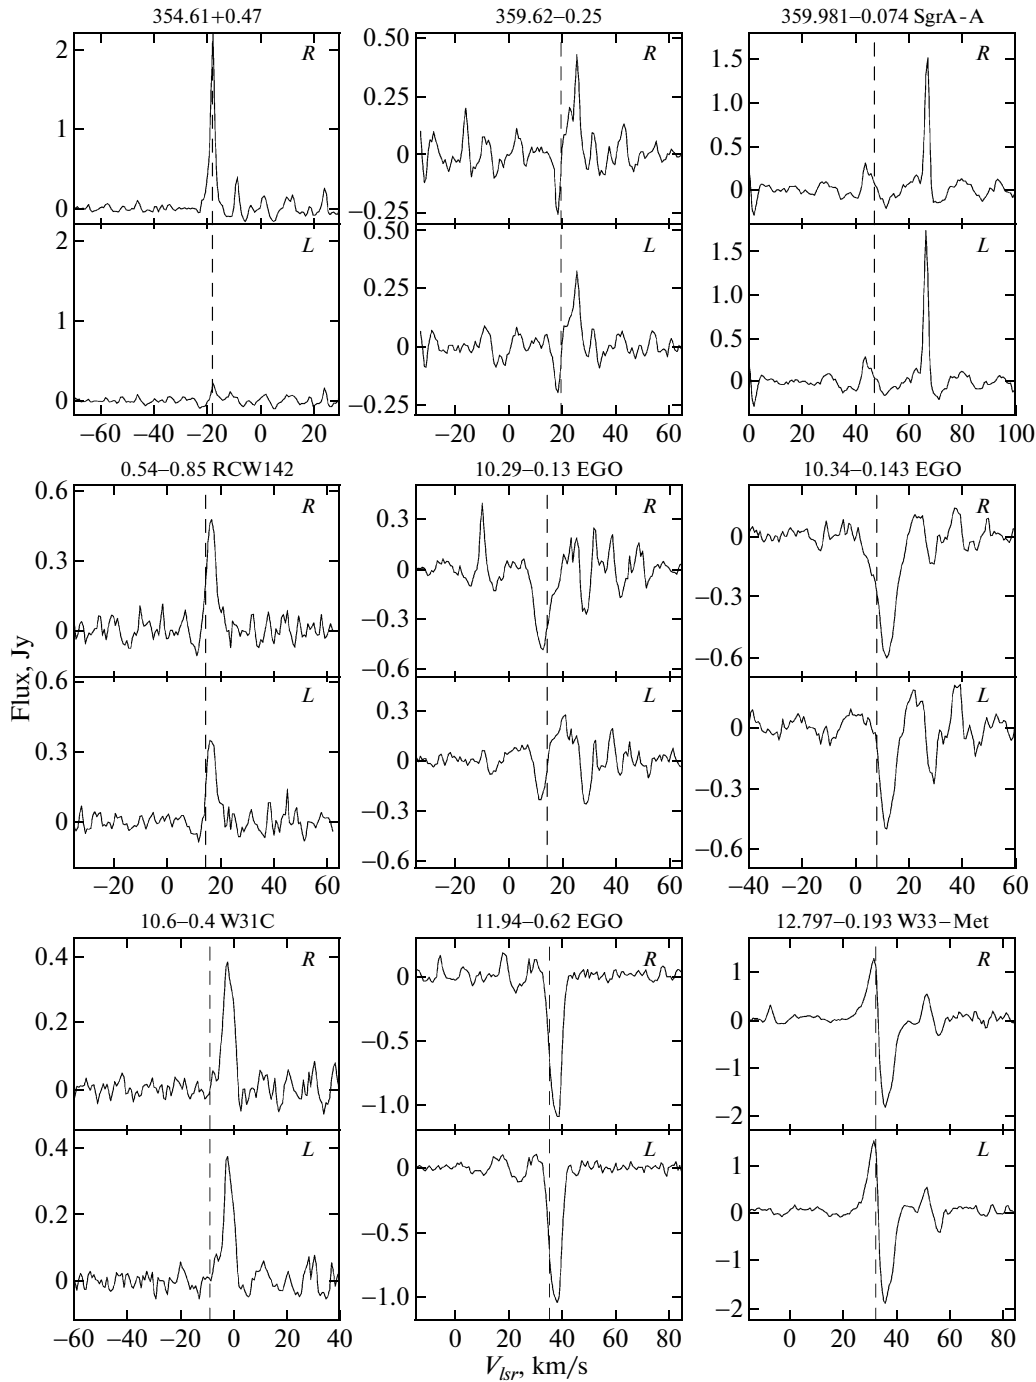 354.61+0.47 359.62–0.25 359.981–0.074 SgrA-A
2 R 0.50 R 1.5 R
1 0.25 1.0
0 0 0.5
–0.25 0
2 L 0.50 L 1.5 L
1 0.25 1.0
0 0 0.5
–0.25 0
–60 –40 –20 0 20 –20 0 20 40 60 0 20 40 60 80 100
0.54–0.85 RCW142 10.29–0.13 EGO 10.34–0.143 EGO
0.6 R 0.3 R 0 R
0.3 0 –0.3
0 –0.3 –0.6
–0.6
0.6 L 0.3 L 0 L
0.3 0 –0.3
0 –0.3 –0.6
–0.6
–20 0 20 40 60 –20 0 20 40 60 –40 –20 0 20 40 60
10.6–0.4 W31C 11.94–0.62 EGO 12.797–0.193 W33–Met
0.4 R 0 R 1 R
0.2 –0.5 0
0 –1.0 –1
–2
0.4 L 0 L 1 L
0.2 –0.5 0
0 –1.0 –1
–2
–60 –40 –20 0 20 40 0 20 40 60 80 0 20 40 60 80
Flux, Jy
Vlsr, km/s